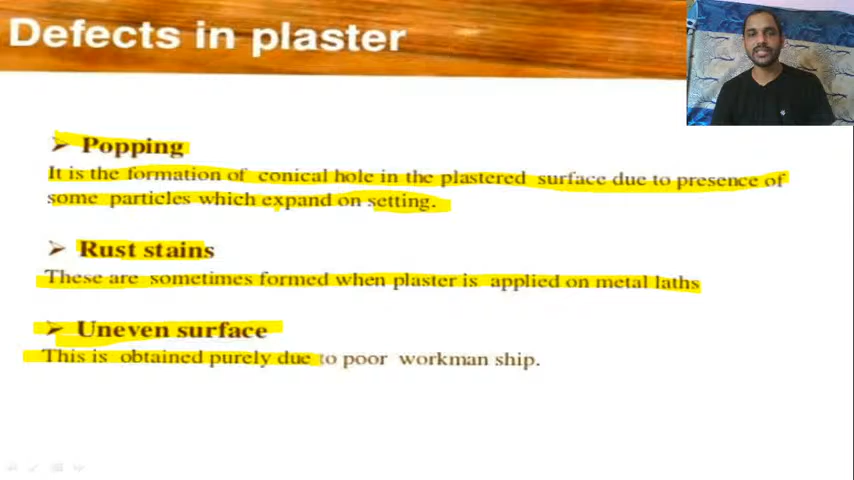 Defects in plaster
➢ Popping
It is the formation of conical hole in the plastered surface due to presence of
some particles which expand on setting.
➢ Rust stains
These are sometimes formed when plaster is applied on metal laths
➢ Uneven surface
This is obtained purely due to poor workman ship.